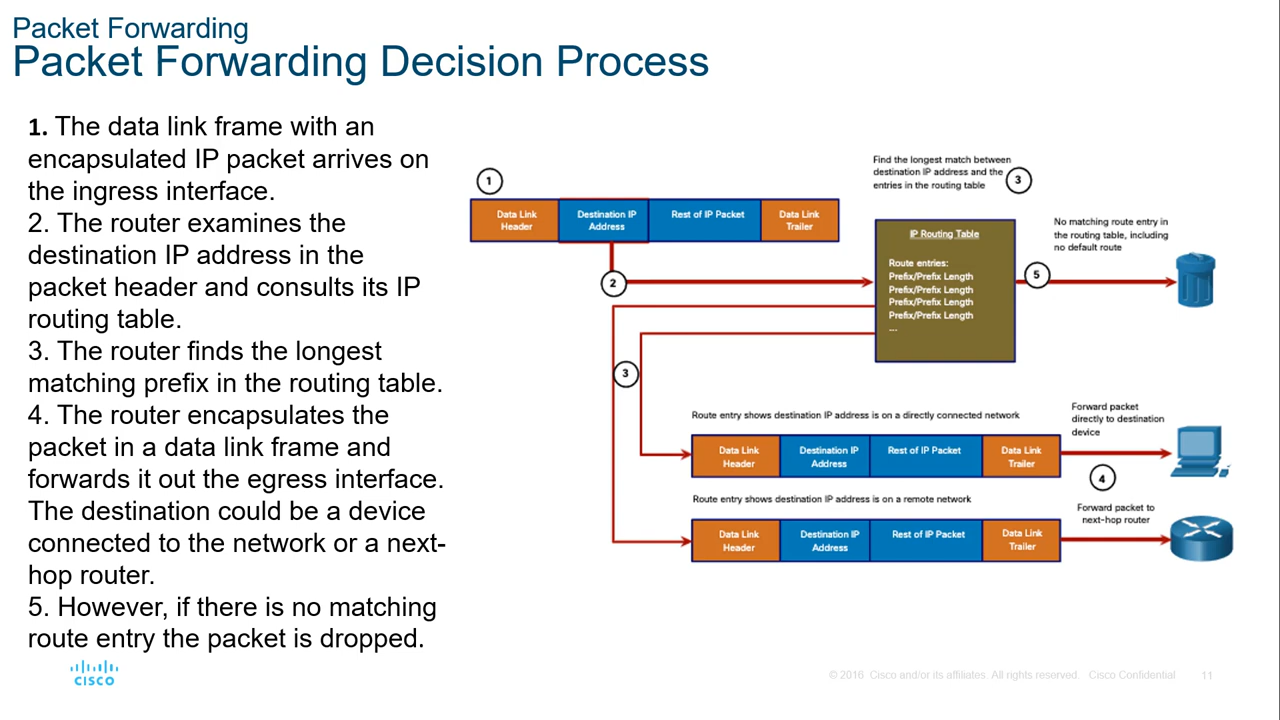 Packet Forwarding
Packet Forwarding Decision Process
1. The data link frame with an
encapsulated IP packet arrives on
the ingress interface.
2. The router examines the
destination IP address in the
packet header and consults its IP
routing table.
3. The router finds the longest
matching prefix in the routing table.
4. The router encapsulates the
packet in a data link frame and
forwards it out the egress interface.
The destination could be a device
connected to the network or a next-
hop router.
5. However, if there is no matching
route entry the packet is dropped.
1
Data Link
Header
Destination IP
Address
Rest of IP Packet
Data Link
Trailer
2
Find the longest match between
destination IP address and the
entries in the routing table
3
IP Routing Table
Route entries:
Prefix/Prefix Length
Prefix/Prefix Length
Prefix/Prefix Length
Prefix/Prefix Length
...
No matching route entry in
the routing table, including
no default route
5
3
Route entry shows destination IP address is on a directly connected network
Data Link
Header
Destination IP
Address
Rest of IP Packet
Data Link
Trailer
Forward packet
directly to destination
device
4
Route entry shows destination IP address is on a remote network
Data Link
Header
Destination IP
Address
Rest of IP Packet
Data Link
Trailer
Forward packet to
next-hop router
CISCO
© 2016 Cisco and/or its affiliates. All rights reserved. Cisco Confidential
11